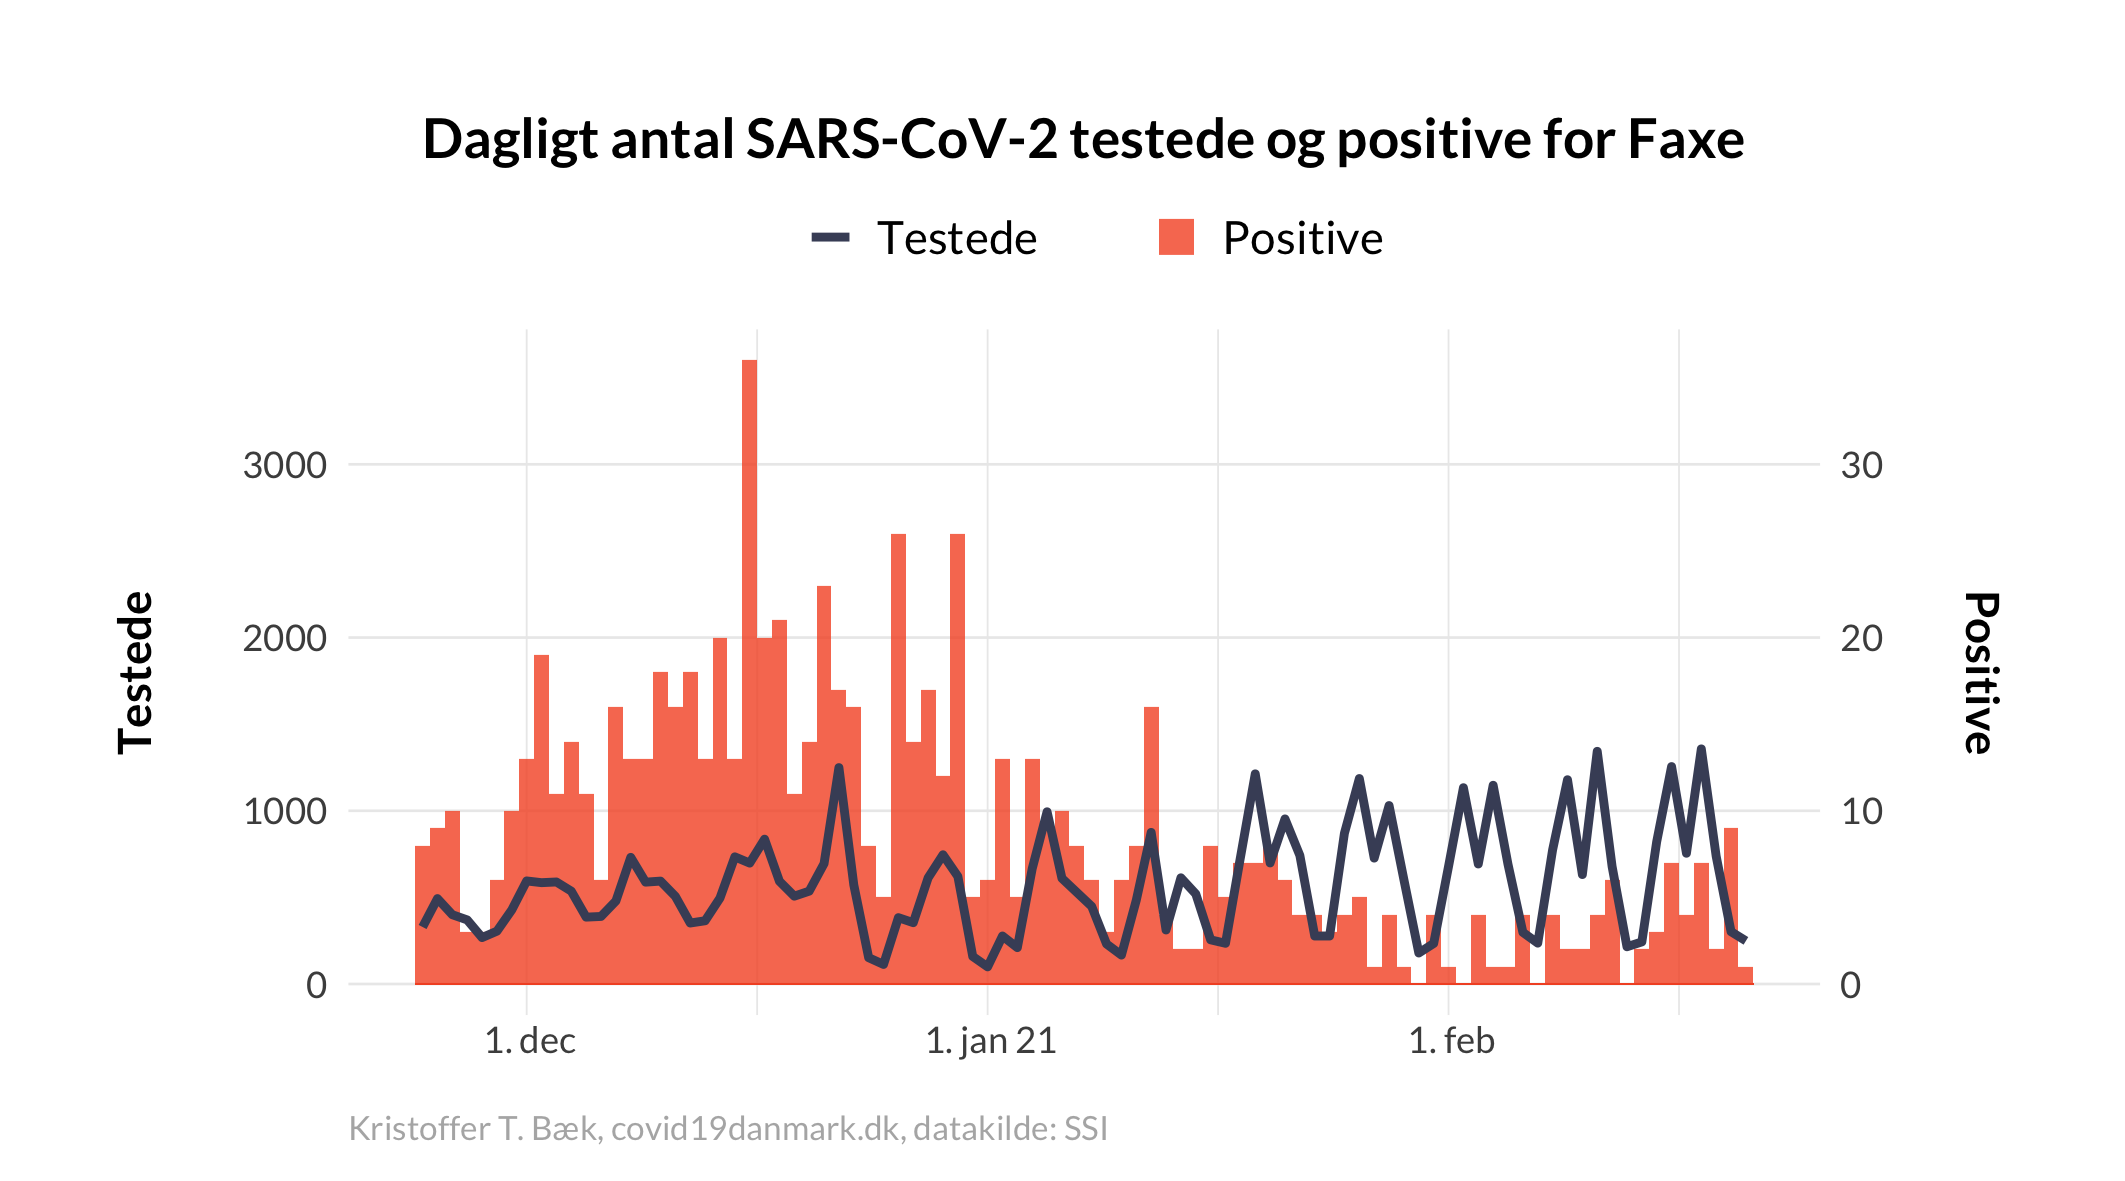 Dagligt antal SARS-CoV-2 testede og positive for Faxe
Testede
Positive
3000
2000
1000
0
Testede
30
20
10
0
Positive
1. dec
1. jan 21
1. feb
Kristoffer T. Bæk, covid19danmark.dk, datakilde: SSI